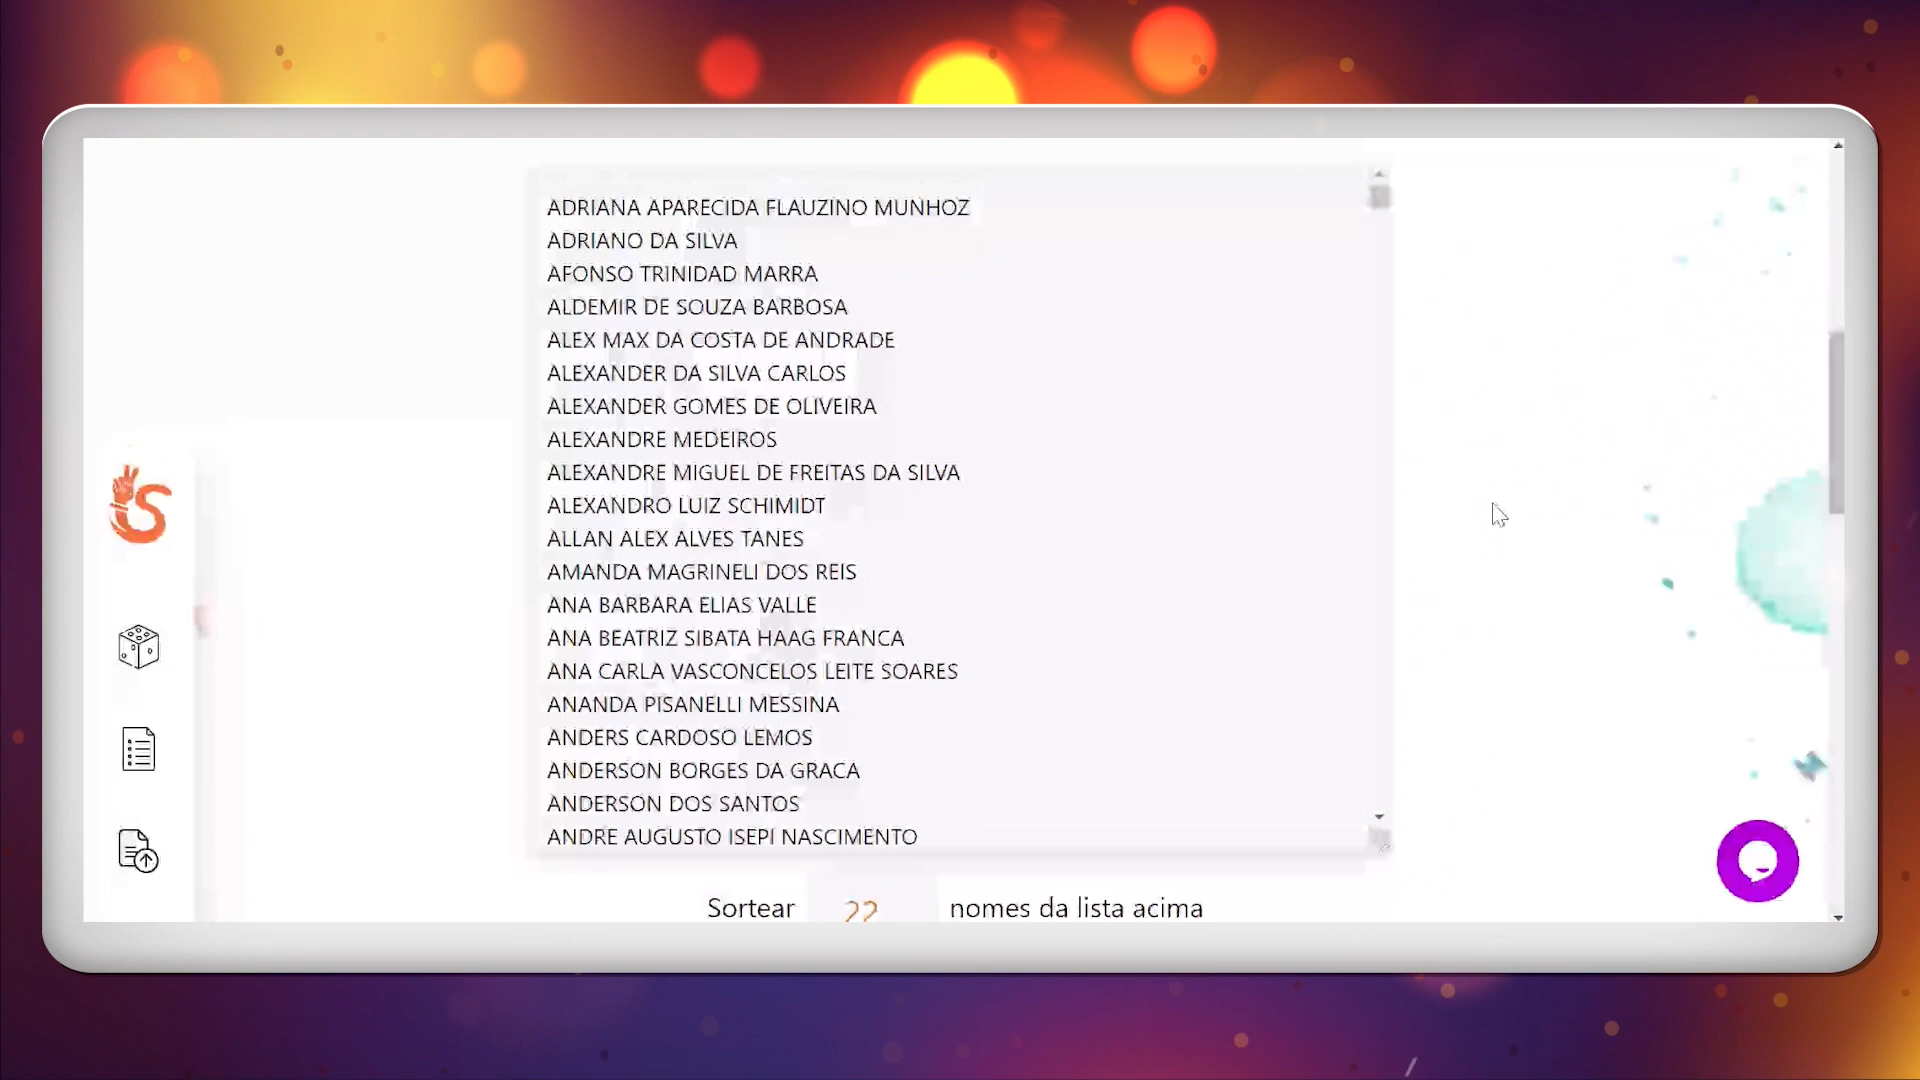 ADRIANA APARECIDA FLAUZINO MUNHOZ
ADRIANO DA SILVA
AFONSO TRINIDAD MARRA
ALDEMIR DE SOUZA BARBOSA
ALEX MAX DA COSTA DE ANDRADE
ALEXANDER DA SILVA CARLOS
ALEXANDER GOMES DE OLIVEIRA
ALEXANDRE MEDEIROS
ALEXANDRE MIGUEL DE FREITAS DA SILVA
ALEXANDRO LUIZ SCHIMIDT
ALLAN ALEX ALVES TANES
AMANDA MAGRINELI DOS REIS
ANA BARBARA ELIAS VALLE
ANA BEATRIZ SIBATA HAAG FRANCA
ANA CARLA VASCONCELOS LEITE SOARES
ANANDA PISANELLI MESSINA
ANDERS CARDOSO LEMOS
ANDERSON BORGES DA GRACA
ANDERSON DOS SANTOS
ANDRE AUGUSTO ISEPI NASCIMENTO
Sortear 22 nomes da lista acima